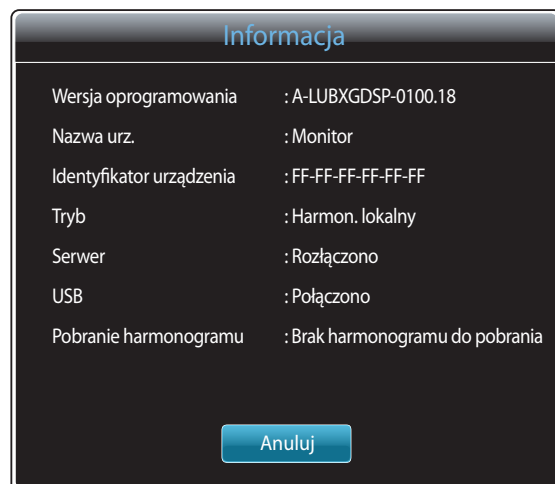 Informacja
Wersja oprogramowania : A-LUBXGDSP-0100.18
Nazwa urz. : Monitor
Identyfikator urządzenia : FF-FF-FF-FF-FF-FF
Tryb : Harmon. lokalny
Serwer : Rozłączono
USB : Połączono
Pobranie harmonogramu : Brak harmonogramu do pobrania
Anuluj